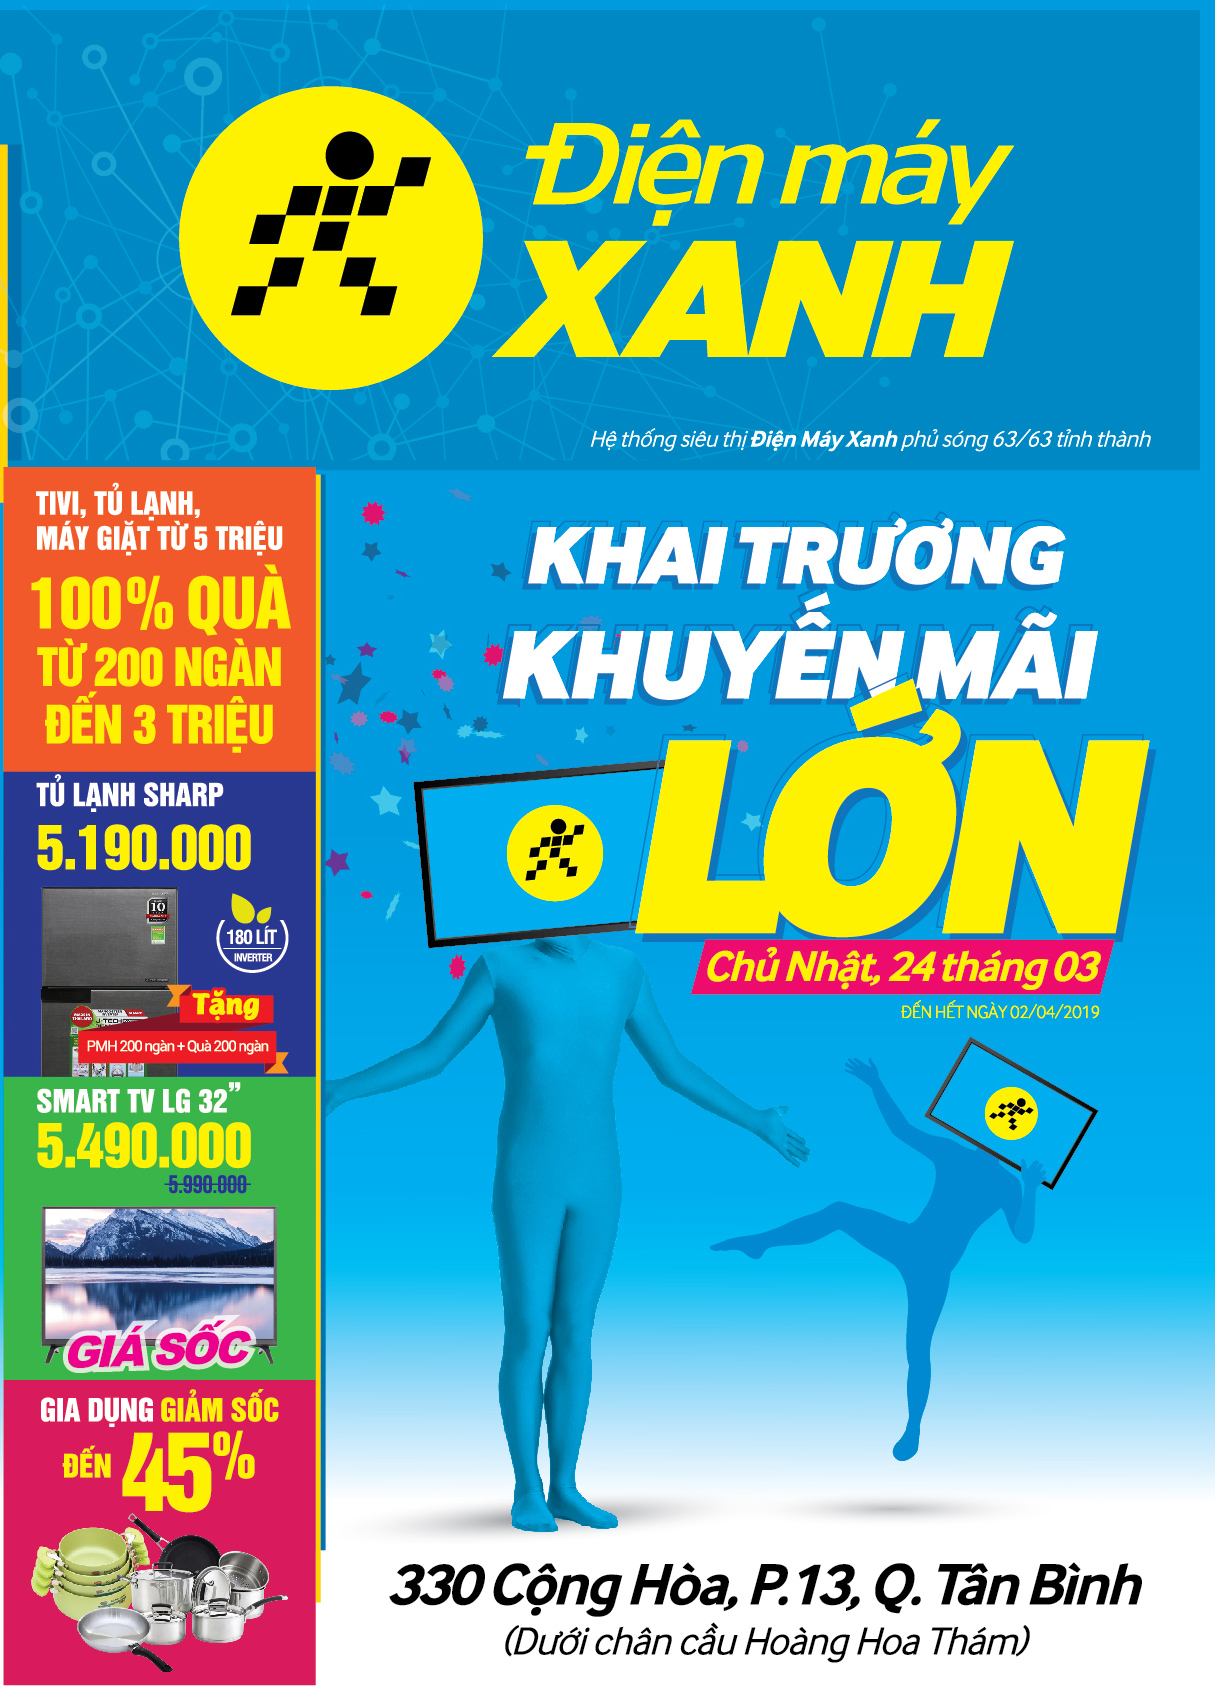 Điện máy
XANH
Hệ thống siêu thị Điện Máy Xanh phủ sóng 63/63 tỉnh thành
TIVI, TỦ LẠNH,
MÁY GIẶT TỪ 5 TRIỆU
100% QUÀ
TỪ 200 NGÀN
ĐẾN 3 TRIỆU
TỦ LẠNH SHARP
5.190.000
10
180 LÍT
INVERTER
Tặng
PMH 200 ngàn + Quà 200 ngàn
SMART TV LG 32”
5.490.000
5.990.000
GIÁ SỐC
GIA DỤNG GIẢM SỐC
ĐẾN 45%
KHAI TRƯƠNG
KHUYẾN MÃI
LỚN
Chủ Nhật, 24 tháng 03
ĐẾN HẾT NGÀY 02/04/2019
330 Cộng Hòa, P.13, Q. Tân Bình
(Dưới chân cầu Hoàng Hoa Thám)